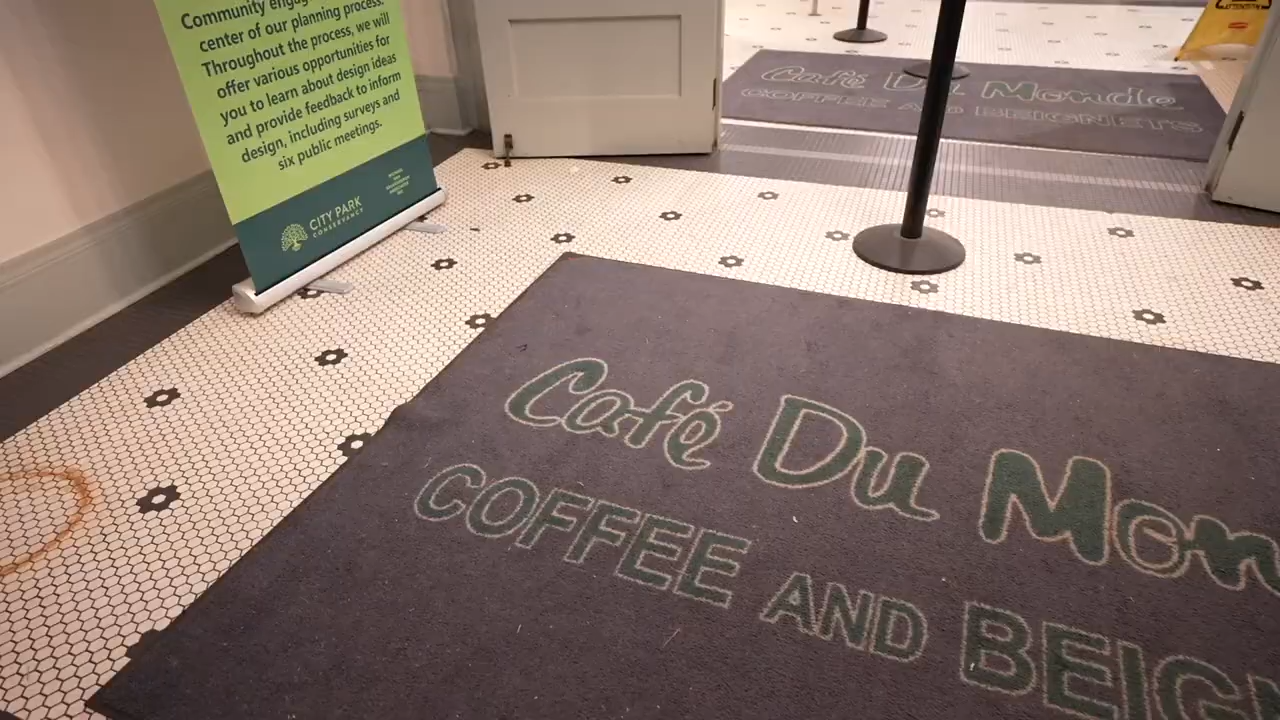 Community engag
center of our planning process.
Throughout the process, we will
offer various opportunities for
you to learn about design ideas
and provide feedback to inform
design, including surveys and
six public meetings.
CITY PARK
CONSERVANCY
Café Du Monde
COFFEE AND BEIGNETS
Café Du Mon
COFFEE AND BEIGN